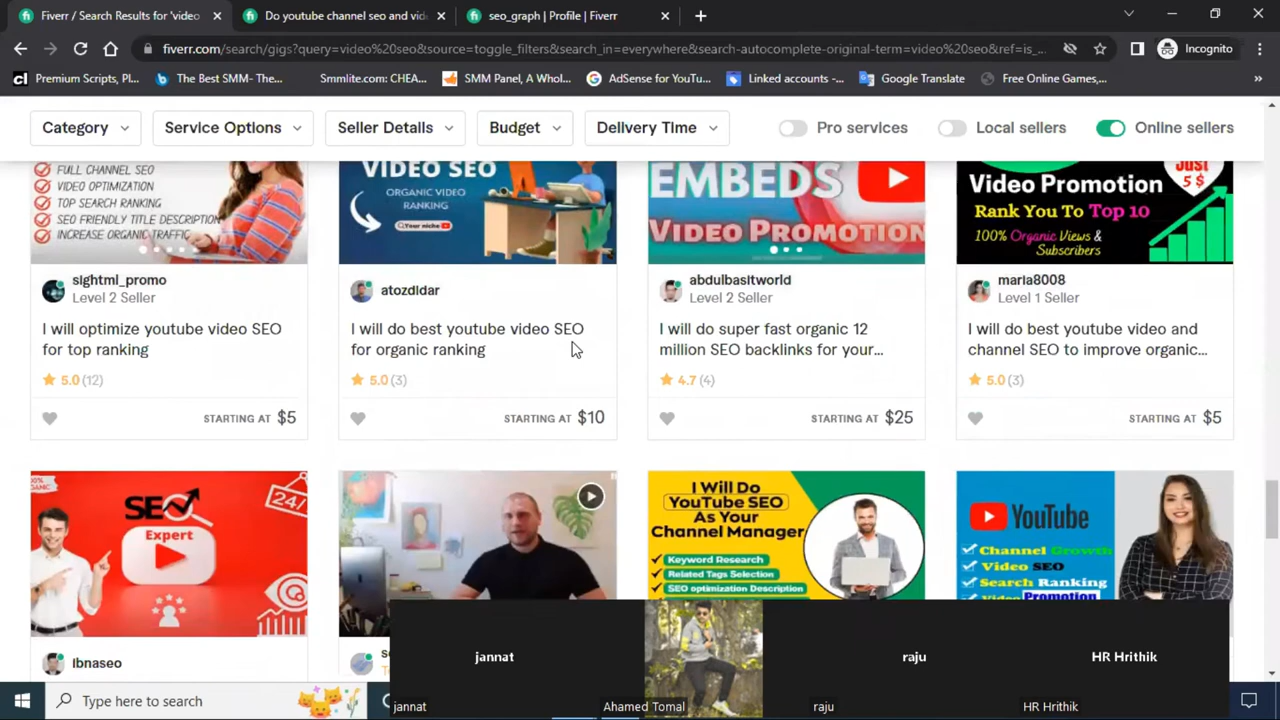 Fiverr / Search Results for 'video
Do youtube channel seo and vid
seo_graph | Profile | Fiverr
fiverr.com/search/gigs?query=video%20seo&source=toggle_filters&search_in=everywhere&search-autocomplete-original-term=video%20seo&ref=is_...
Incognito
Premium Scripts, Pl...
The Best SMM- The...
Smmlite.com: CHEA...
SMM Panel, A Whol...
AdSense for YouTu...
Linked accounts -...
Google Translate
Free Online Games,...
Category
Service Options
Seller Details
Budget
Delivery Time
Pro services
Local sellers
Online sellers
FULL CHANNEL SEO
VIDEO OPTIMIZATION
TOP SEARCH RANKING
SEO FRIENDLY TITLE DESCRIPTION
INCREASE ORGANIC TRAFFIC
VIDEO SEO
ORGANIC VIDEO
RANKING
Your niche
EMBEDS
VIDEO PROMOTION
JUST
5 $
Video Promotion
Rank You To Top 10
100% Organic Views &
Subscribers
sightml_promo
Level 2 Seller
I will optimize youtube video SEO
for top ranking
5.0 (12)
STARTING AT $5
atozdidar
I will do best youtube video SEO
for organic ranking
5.0 (3)
STARTING AT $10
abdulbasitworld
Level 2 Seller
I will do super fast organic 12
million SEO backlinks for your...
4.7 (4)
STARTING AT $25
maria8008
Level 1 Seller
I will do best youtube video and
channel SEO to improve organic...
5.0 (3)
STARTING AT $5
100%
ORGANIC
SEO
Expert
24/7
I Will Do
YouTube SEO
As Your
Channel Manager
Keyword Research
Related Tags Selection
SEO optimization Description
YouTube
Channel Growth
Video SEO
Search Ranking
Video Promotion
ibnaseo
jannat
raju
HR Hrithik
jannat
Ahamed Tomal
raju
HR Hrithik
Type here to search